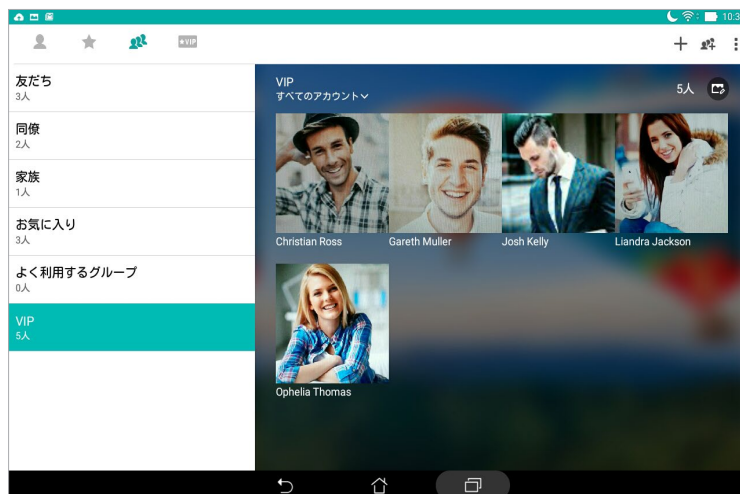 10:3
★VIP
友だち
3人
同僚
2人
家族
1人
お気に入り
3人
よく利用するグループ
0人
VIP
5人
VIP
すべてのアカウント
5人
Christian Ross
Gareth Muller
Josh Kelly
Liandra Jackson
Ophelia Thomas